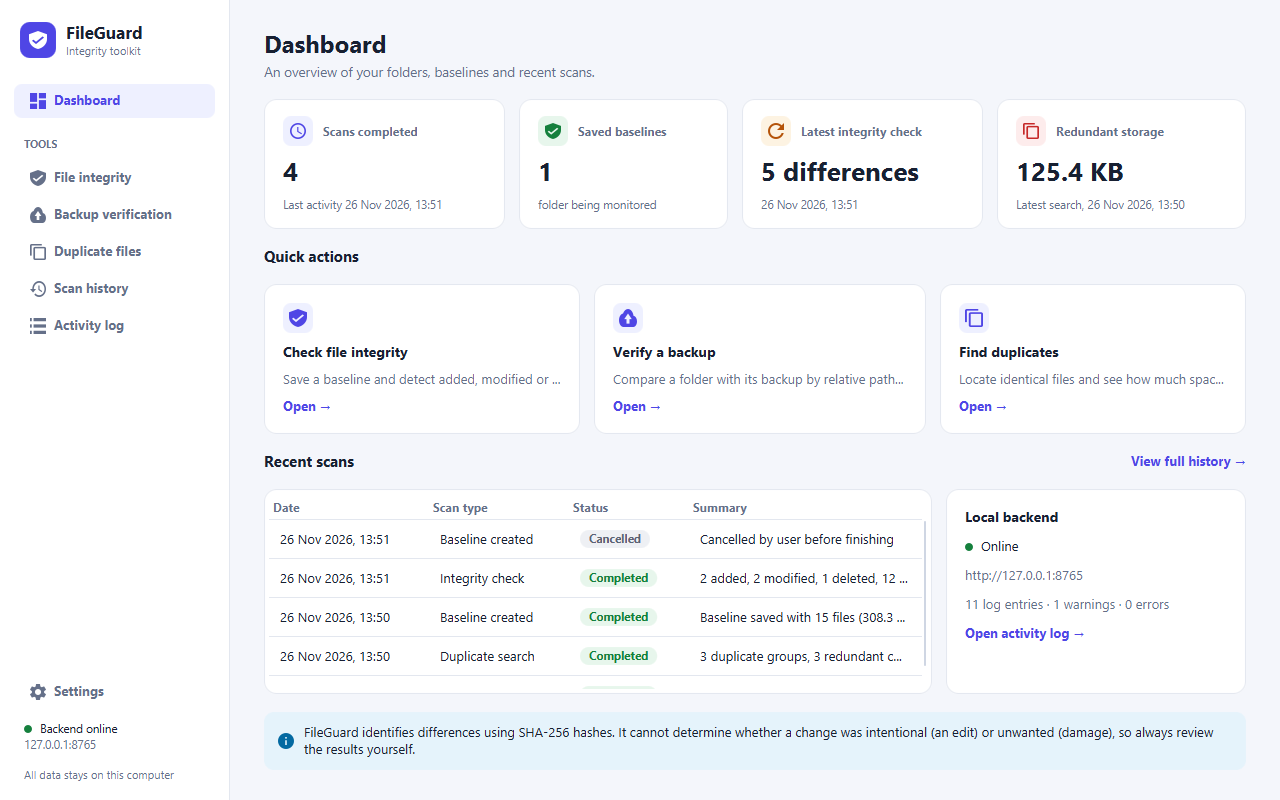 FileGuard
Integrity toolkit
Dashboard
TOOLS
File integrity
Backup verification
Duplicate files
Scan history
Activity log
Settings
Backend online
127.0.0.1:8765
All data stays on this computer
Dashboard
An overview of your folders, baselines and recent scans.
Scans completed
4
Last activity 26 Nov 2026, 13:51
Saved baselines
1
folder being monitored
Latest integrity check
5 differences
26 Nov 2026, 13:51
Redundant storage
125.4 KB
Latest search, 26 Nov 2026, 13:50
Quick actions
Check file integrity
Save a baseline and detect added, modified or ...
Open →
Verify a backup
Compare a folder with its backup by relative path...
Open →
Find duplicates
Locate identical files and see how much spac...
Open →
Recent scans
View full history →
Date Scan type Status Summary
26 Nov 2026, 13:51 Baseline created Cancelled Cancelled by user before finishing
26 Nov 2026, 13:51 Integrity check Completed 2 added, 2 modified, 1 deleted, 12 ...
26 Nov 2026, 13:50 Baseline created Completed Baseline saved with 15 files (308.3 ...
26 Nov 2026, 13:50 Duplicate search Completed 3 duplicate groups, 3 redundant c...
Local backend
Online
http://127.0.0.1:8765
11 log entries · 1 warnings · 0 errors
Open activity log →
FileGuard identifies differences using SHA-256 hashes. It cannot determine whether a change was intentional (an edit) or unwanted (damage), so always review
the results yourself.